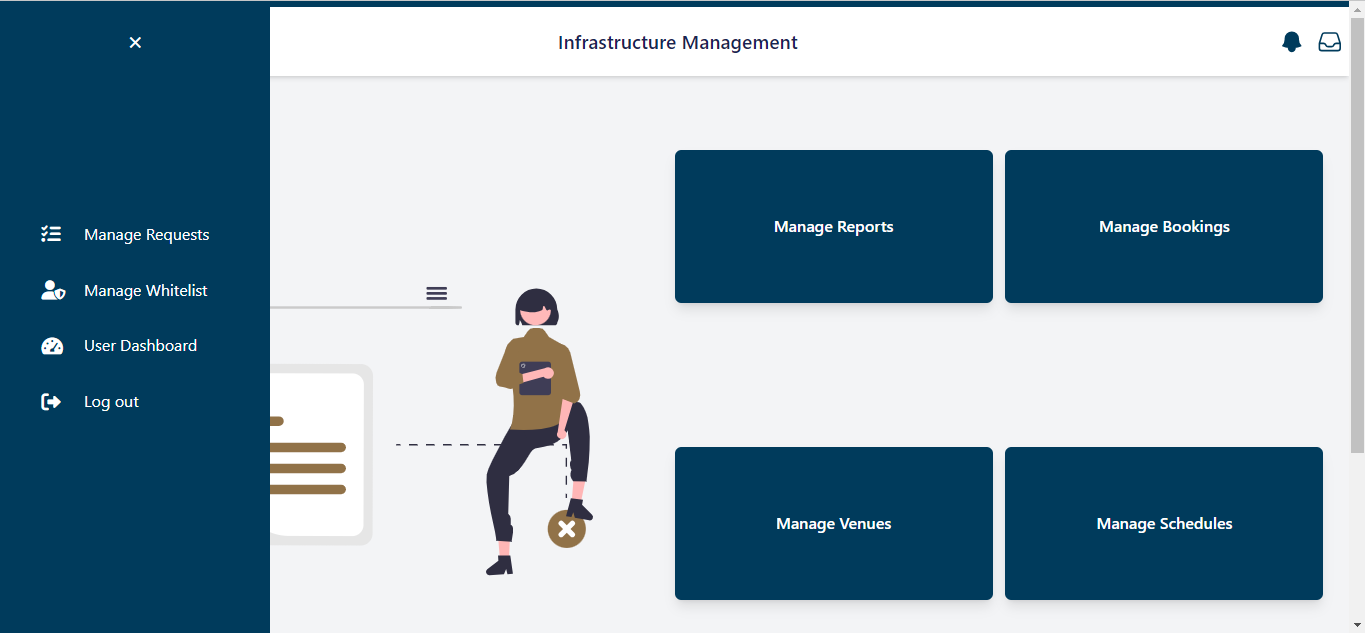 Infrastructure Management
Manage Requests
Manage Whitelist
User Dashboard
Log out
Manage Reports
Manage Bookings
Manage Venues
Manage Schedules